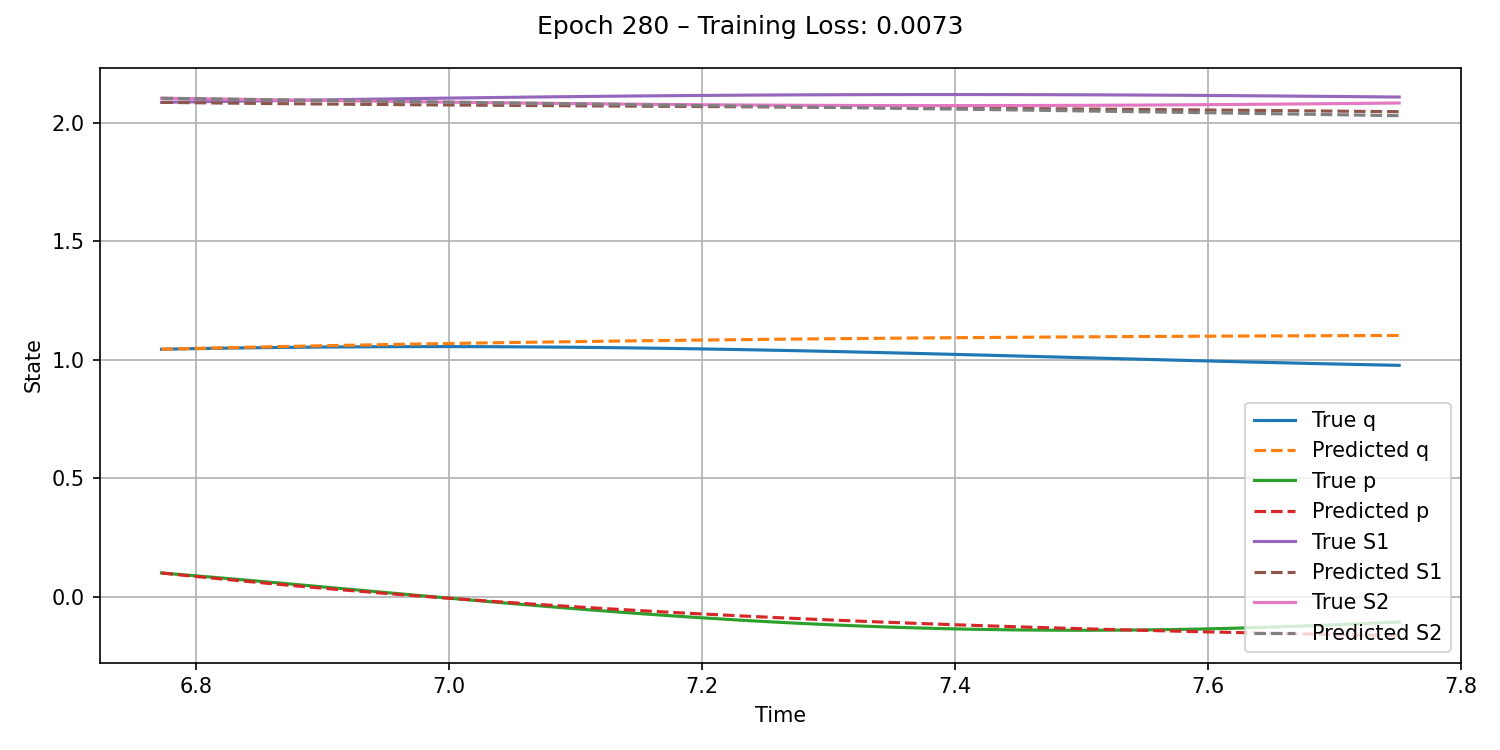 Epoch 280 – Training Loss: 0.0073
2.0
1.5
1.0
0.5
0.0
State
True q
Predicted q
True p
Predicted p
True S1
Predicted S1
True S2
Predicted S2
6.8 7.0 7.2 7.4 7.6 7.8
Time